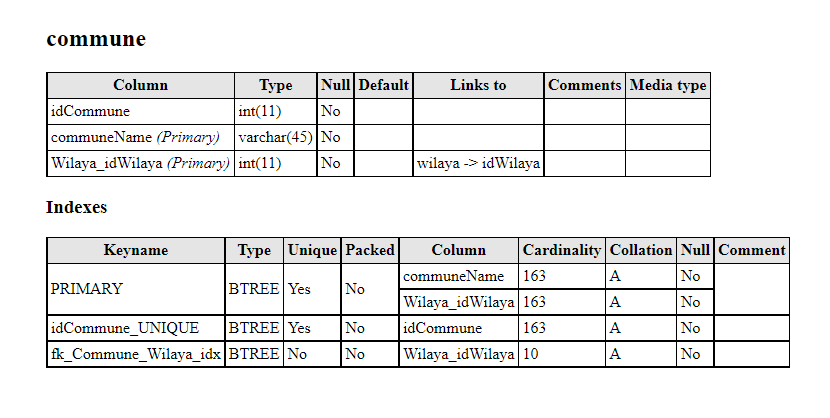 commune
Column Type Null Default Links to Comments Media type
idCommune int(11) No
communeName (Primary) varchar(45) No
Wilaya_idWilaya (Primary) int(11) No wilaya -> idWilaya
Indexes
Keyname Type Unique Packed Column Cardinality Collation Null Comment
PRIMARY BTREE Yes No communeName 163 A No
Wilaya_idWilaya 163 A No
idCommune_UNIQUE BTREE Yes No idCommune 163 A No
fk_Commune_Wilaya_idx BTREE No No Wilaya_idWilaya 10 A No